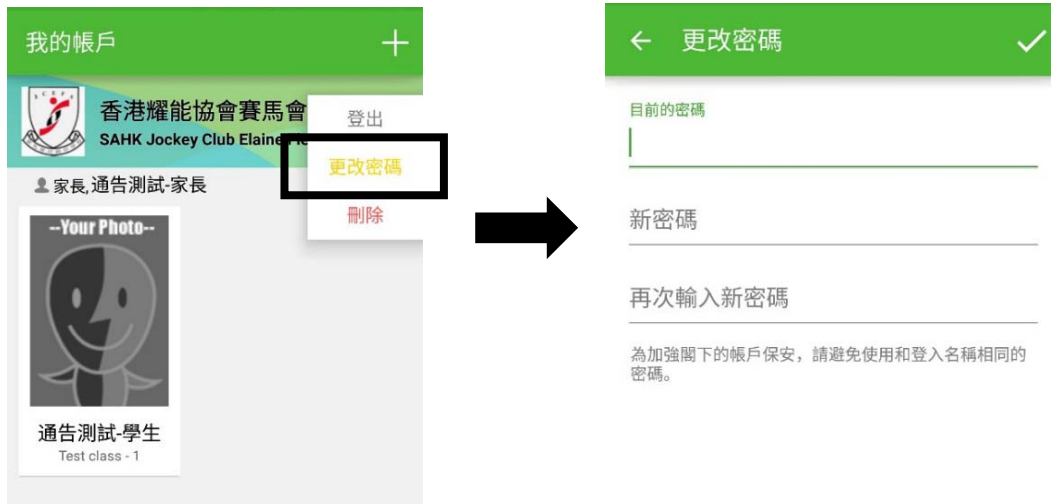 我的帳戶
香港耀能協會賽馬會
SAHK Jockey Club Elaine
登出
更改密碼
刪除
家長,通告測試-家長
--Your Photo--
通告測試-學生
Test class - 1
更改密碼
目前的密碼
新密碼
再次輸入新密碼
為加強閣下的帳戶保安，請避免使用和登入名稱相同的
密碼。